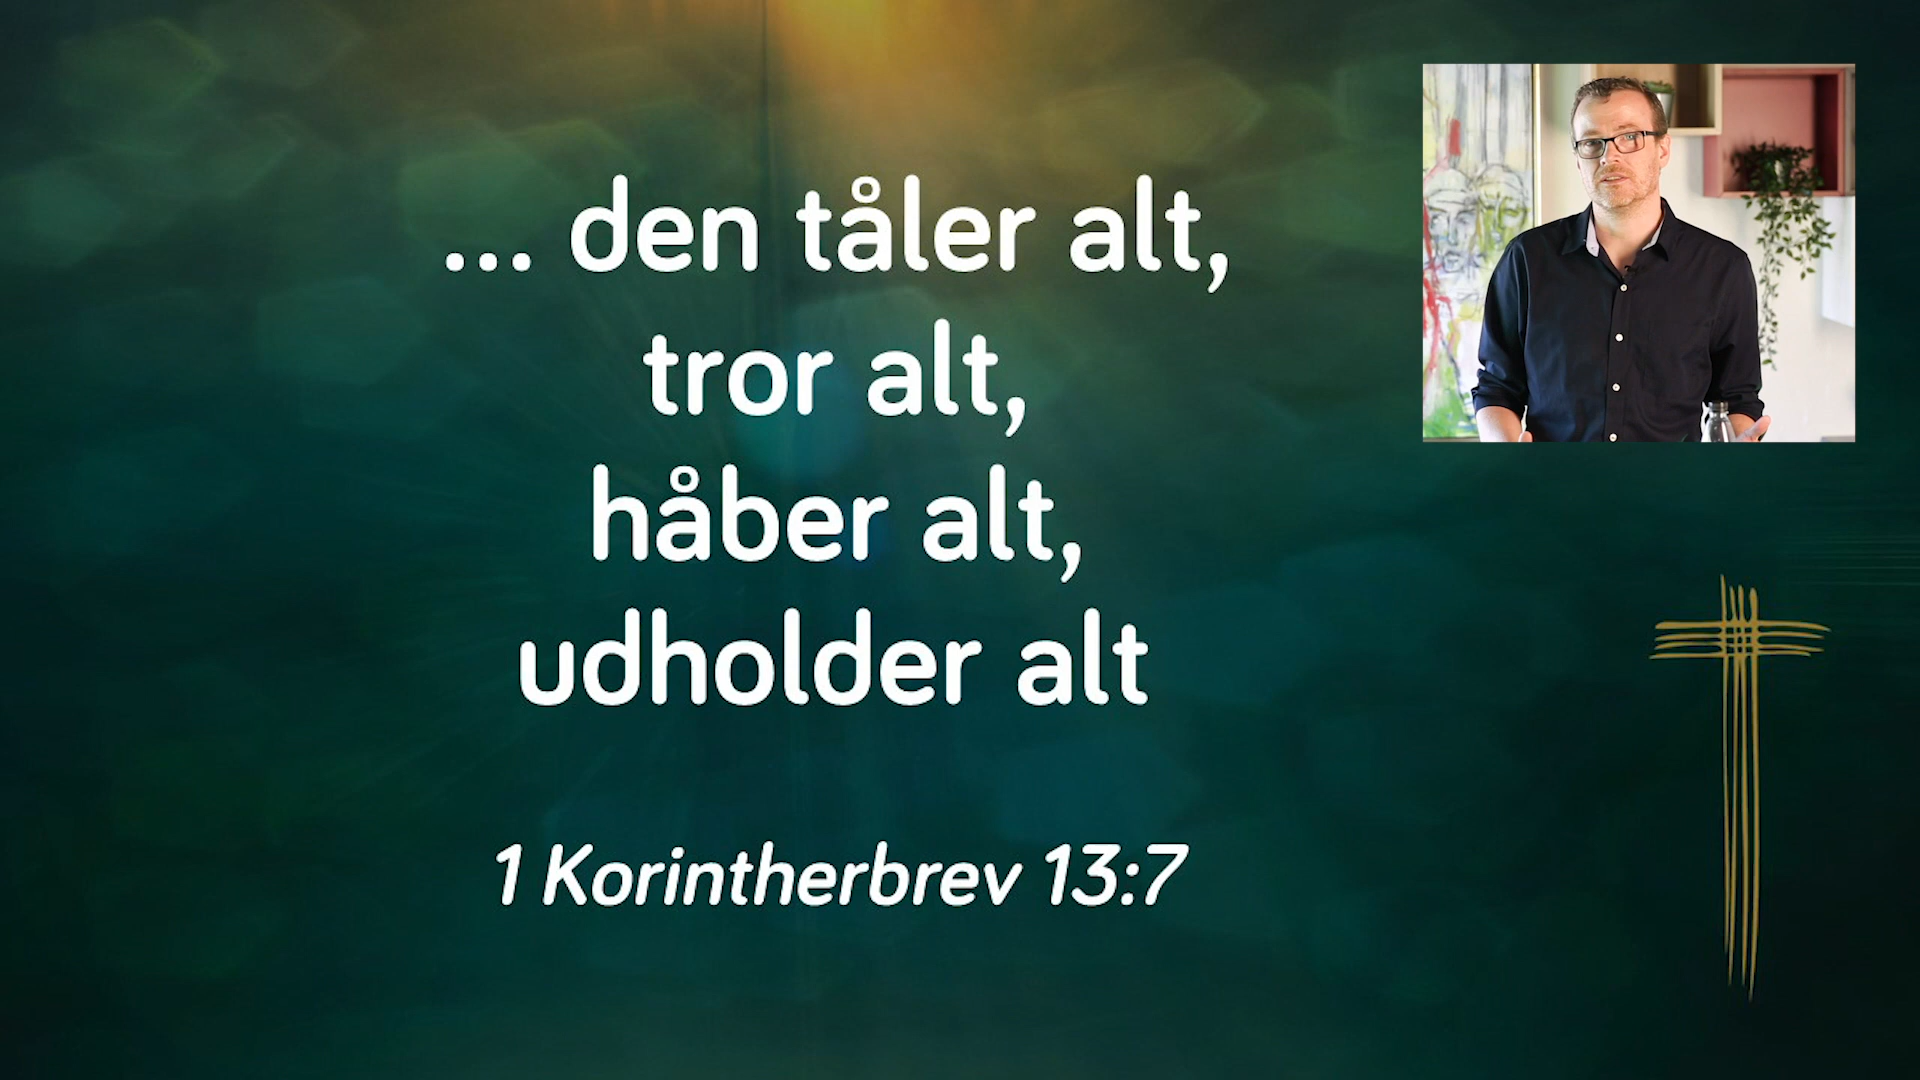 ... den tåler alt,
tror alt,
håber alt,
udholder alt
1 Korintherbrev 13:7